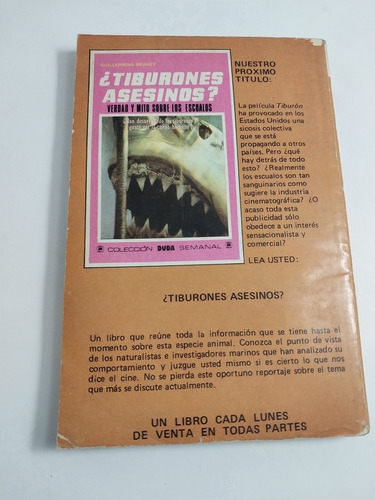 GUILLERMINA BRINGET
¿TIBURONES
ASESINOS?
VERDAD Y MITO SOBRE LOS ESCUALOS
COLECCIÓN DUDA SEMANAL
NUESTRO
PROXIMO
TITULO:
La película Tiburón
ha provocado en los
Estados Unidos una
sicosis colectiva
que se está
propagando a otros
países. Pero ¿qué
hay detrás de todo
esto? ¿Realmente
los escualos son tan
sanguinarios como
sugiere la industria
cinematográfica? ¿O
acaso toda esta
publicidad sólo
obedece a un interés
sensacionalista y
comercial?
LEA USTED:
¿TIBURONES ASESINOS?
Un libro que reúne toda la información que se tiene hasta el
momento sobre esta especie animal. Conozca el punto de vista
de los naturalistas e investigadores marinos que han analizado su
comportamiento y juzgue usted mismo si es cierto lo que nos
dice el cine. No se pierda este oportuno reportaje sobre el tema
que más se discute actualmente.
UN LIBRO CADA LUNES
DE VENTA EN TODAS PARTES